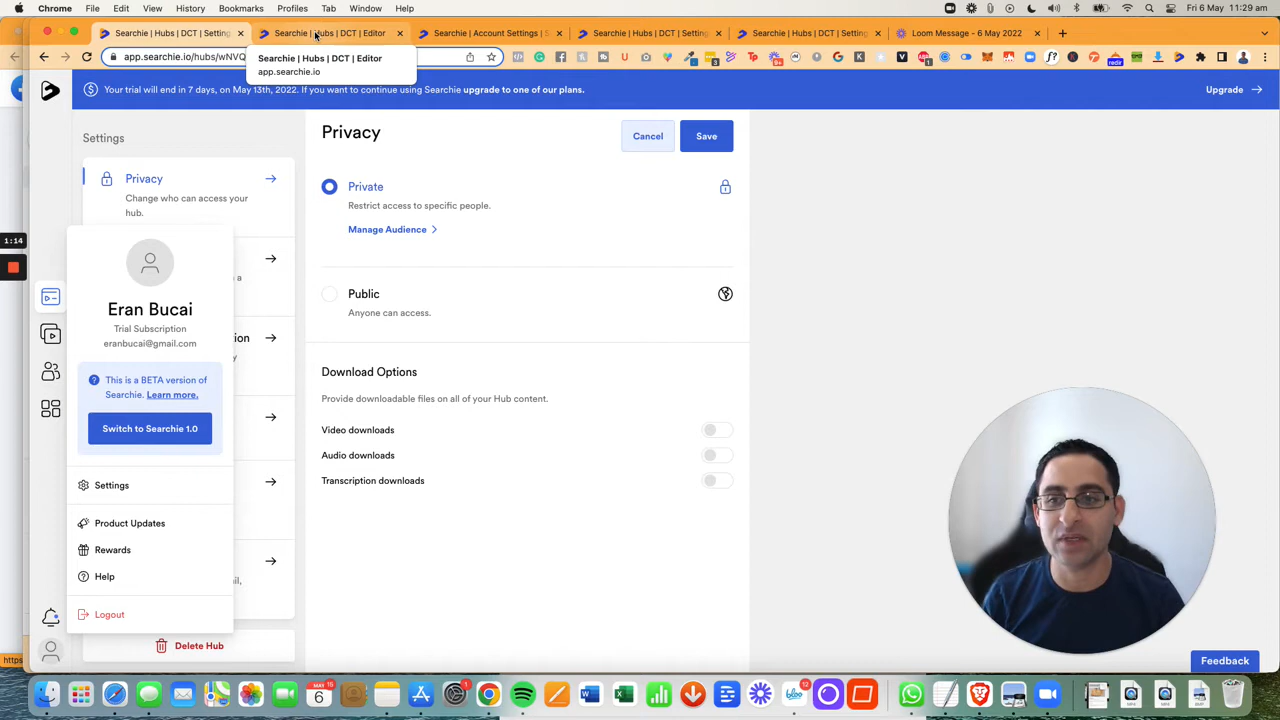 Chrome File Edit View History Bookmarks Profiles Tab Window Help
Fri 6 May 11:29 am
Searchie | Hubs | DCT | Setting
Searchie | Hubs | DCT | Editor
Searchie | Account Settings | S
Searchie | Hubs | DCT | Setting
Searchie | Hubs | DCT | Setting
Loom Message - 6 May 2022
app.searchie.io/hubs/wNVQ
Searchie | Hubs | DCT | Editor
app.searchie.io
Your trial will end in 7 days, on May 13th, 2022. If you want to continue using Searchie upgrade to one of our plans.
Upgrade
Settings
Privacy
Change who can access your
hub.
Privacy
Cancel
Save
Private
Restrict access to specific people.
Manage Audience
Public
Anyone can access.
Download Options
Provide downloadable files on all of your Hub content.
Video downloads
Audio downloads
Transcription downloads
1:14
Eran Bucai
Trial Subscription
eranbucai@gmail.com
This is a BETA version of
Searchie. Learn more.
Switch to Searchie 1.0
Settings
Product Updates
Rewards
Help
Logout
Delete Hub
Feedback
https